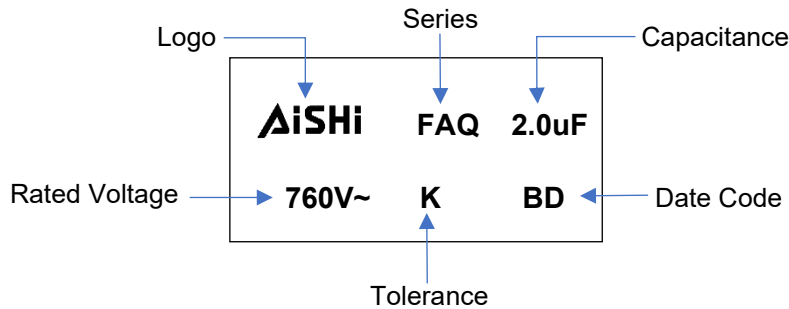 Series
Logo
Capacitance
AiSHi FAQ 2.0uF
Rated Voltage 760V~ K BD Date Code
Tolerance